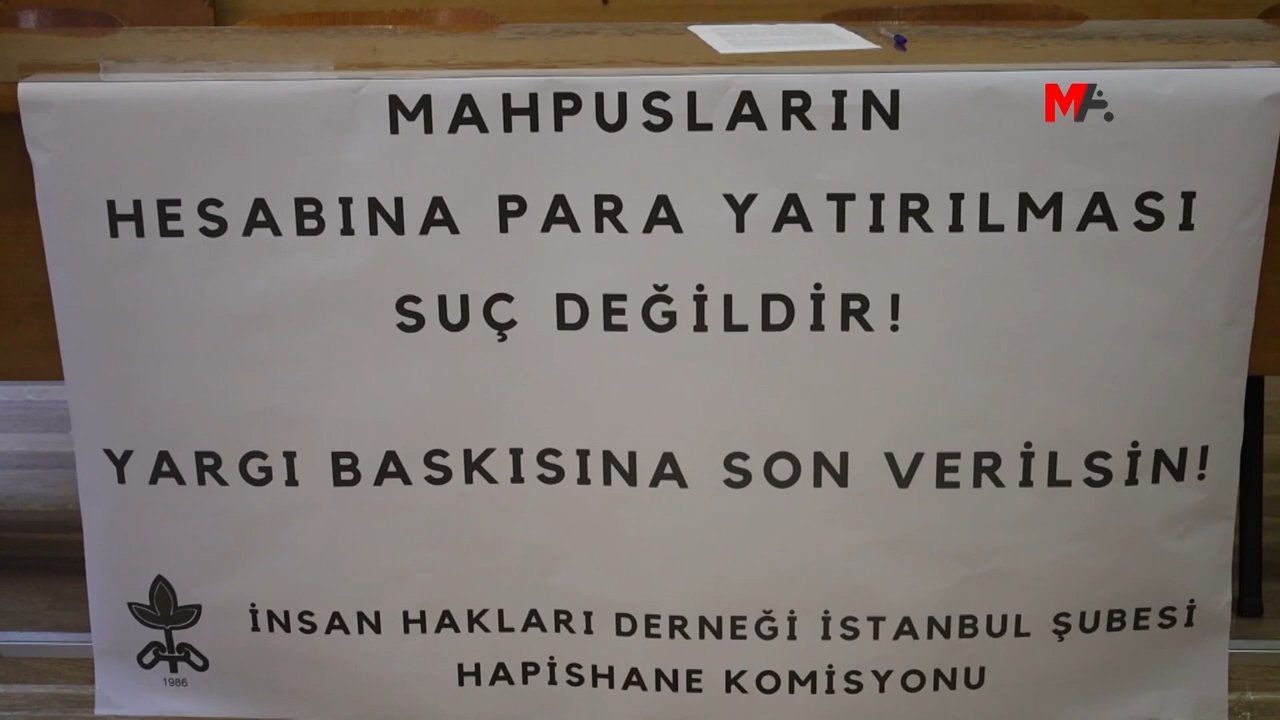 MAHPUSLARIN
MA
HESABINA PARA YATIRILMASI
SUÇ DEĞİLDİR!
YARGI BASKISINA SON VERİLSİN!
İNSAN HAKLARI DERNEĞİ İSTANBUL ŞUBESİ
HAPİSHANE KOMİSYONU
1986